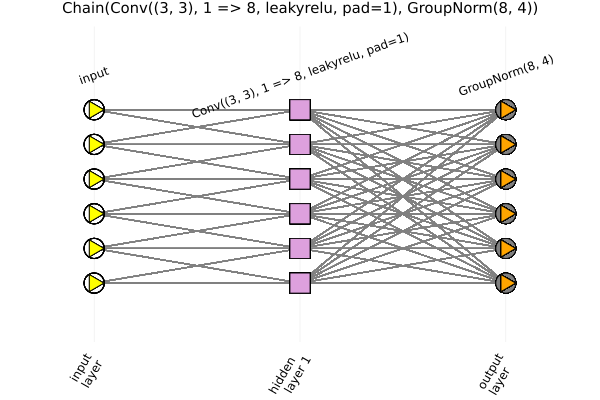 Chain(Conv((3, 3), 1 => 8, leakyrelu, pad=1), GroupNorm(8, 4))
input
Conv((3, 3), 1 => 8, leakyrelu, pad=1)
GroupNorm(8, 4)
input
layer
hidden
layer 1
output
layer